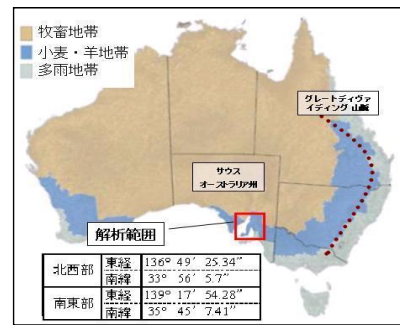 牧畜地帯
小麦・羊地帯
多雨地帯
グレートディヴァ
イディング 山脈
サウス
オーストラリア州
解析範囲
北西部 東経 136° 49′ 25.34″
南緯 33° 56′ 5.7″
南東部 東経 139° 17′ 54.28″
南緯 35° 45′ 7.41″